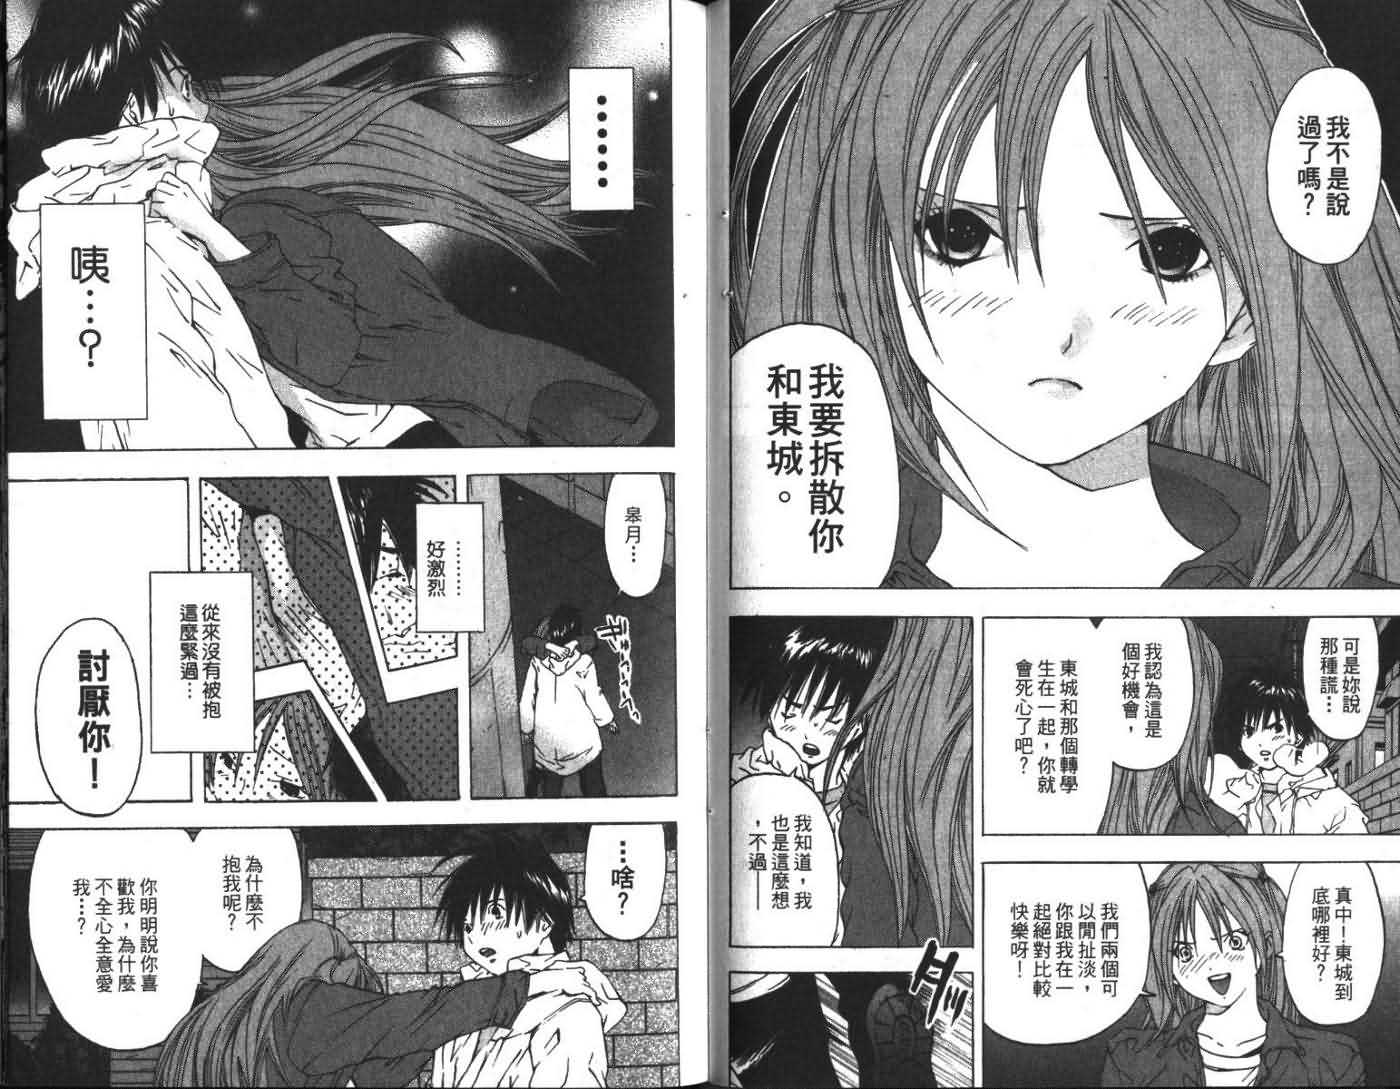 我不是說
過了嗎？
我要拆散你
和東城。
可是妳說
那種謊…
我認為這是
個好機會，
東城和那個轉學
生在一起，你就
會死心了吧？
我知道，我
也是這麼想
，不過——
真中！東城到
底哪裡好？
我們兩個可
以閒扯淡，
你跟我在一
起絕對比較
快樂呀！
ドッ
……
咦…？
皋月…
ギュウ
………
好激烈
從來沒有被抱
這麼緊過…
討厭你！
…啥？
為什麼不
抱我呢？
你明明說你喜
歡我，為什麼
不全心全意愛
我…？